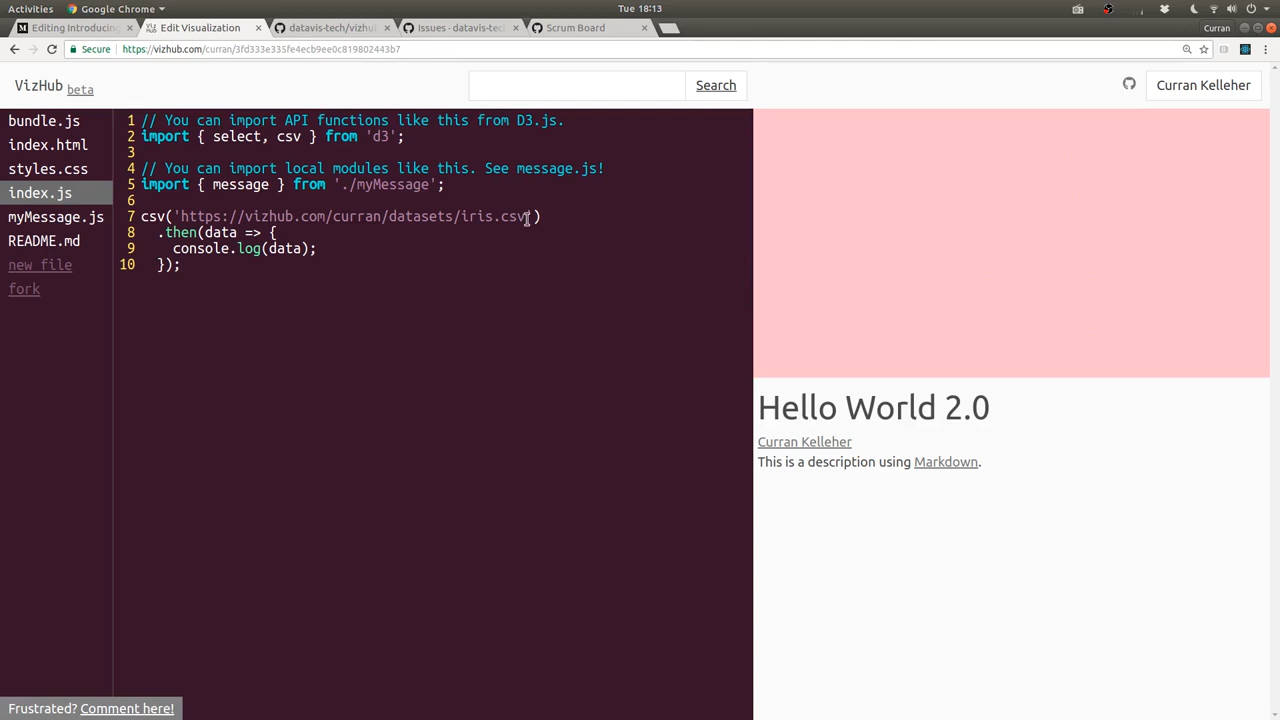 Activities Google Chrome Tue 18:13
Editing Introducing Edit Visualization datavis-tech/vizhu Issues · datavis-tec Scrum Board Curran
Secure https://vizhub.com/curran/3fd333e335fe4ecb9ee0c819802443b7
VizHub beta Search Curran Kelleher
bundle.js
index.html
styles.css
index.js
myMessage.js
README.md
new file
fork
1 // You can import API functions like this from D3.js.
2 import { select, csv } from 'd3';
3
4 // You can import local modules like this. See message.js!
5 import { message } from './myMessage';
6
7 csv('https://vizhub.com/curran/datasets/iris.csv')
8 .then(data => {
9 console.log(data);
10 });
Hello World 2.0
Curran Kelleher
This is a description using Markdown.
Frustrated? Comment here!